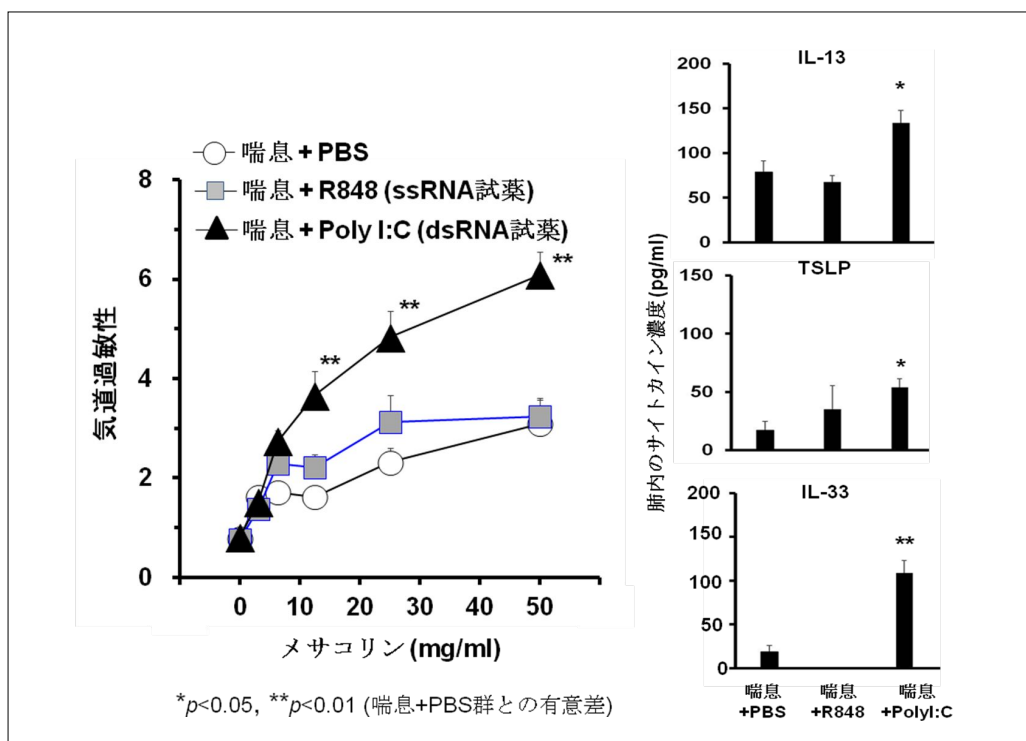 喘息 + PBS
喘息 + R848 (ssRNA試薬)
喘息 + Poly I:C (dsRNA試薬)
気道過敏性
8
6
4
2
0
**
**
**
0 10 20 30 40 50
メサコリン (mg/ml)
*p<0.05, **p<0.01 (喘息+PBS群との有意差)
肺内のサイトカイン濃度 (pg/ml)
IL-13
200
150
100
50
0
*
TSLP
150
100
50
0
*
IL-33
200
150
100
50
0
**
喘息 喘息 喘息
+PBS +R848 +PolyI:C